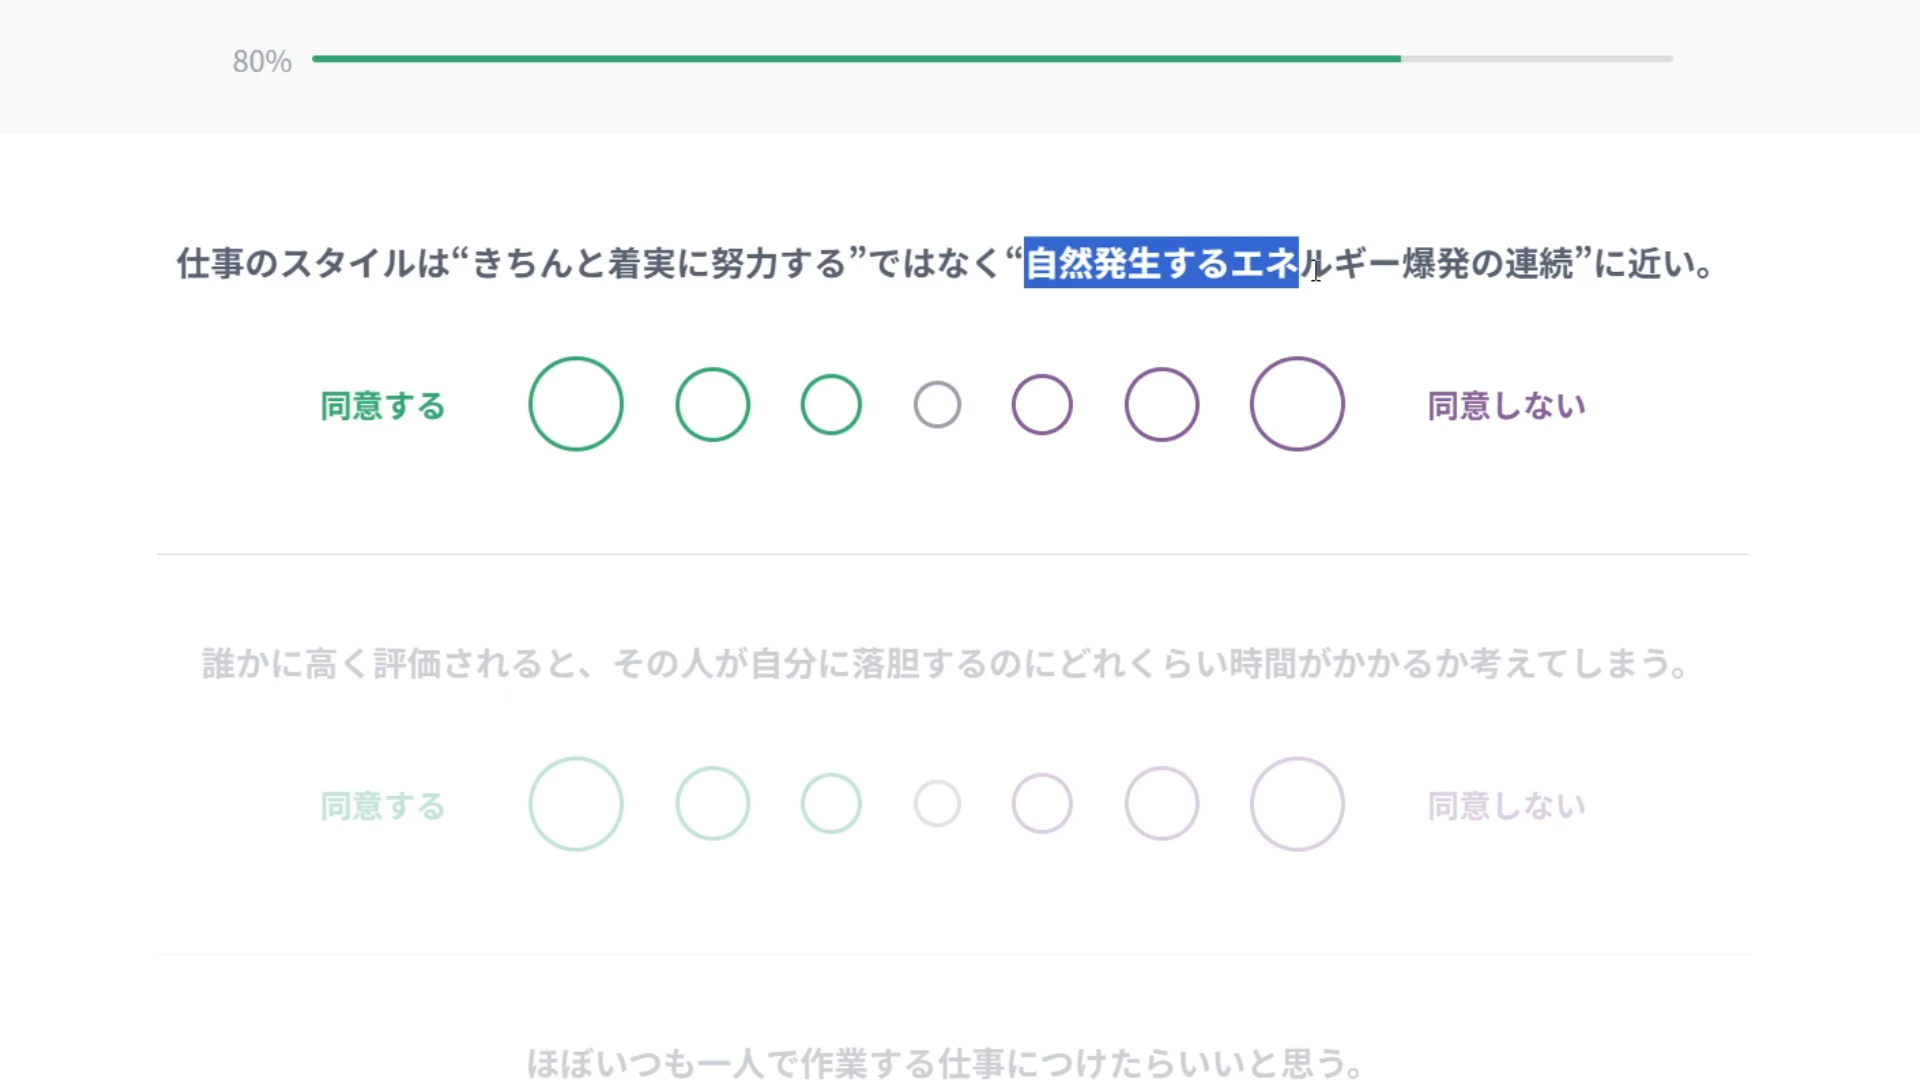 80%
仕事のスタイルは“きちんと着実に努力する”ではなく“自然発生するエネルギー爆発の連続”に近い。
同意する
同意しない
誰かに高く評価されると、その人が自分に落胆するのにどれくらい時間がかかるか考えてしまう。
同意する
同意しない
ほぼいつも一人で作業する仕事につけたらいいと思う。